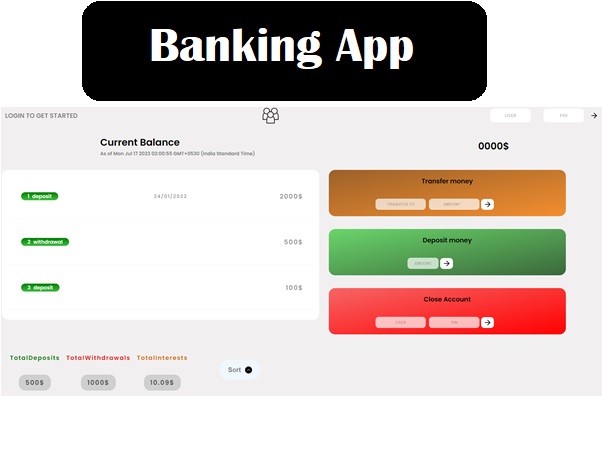 Banking App
LOGIN TO GET STARTED
USER
PIN
Current Balance
As of Mon Jul 17 2023 02:00:55 GMT+0530 (India Standard Time)
0000$
1 deposit
24/01/2022
2000$
2 withdrawal
500$
3 deposit
100$
Transfer money
TRANSFER TO
AMOUNT
Deposit money
AMOUNT
Close Account
USER
PIN
TotalDeposits
TotalWithdrawals
TotalInterests
500$
1000$
10.09$
Sort